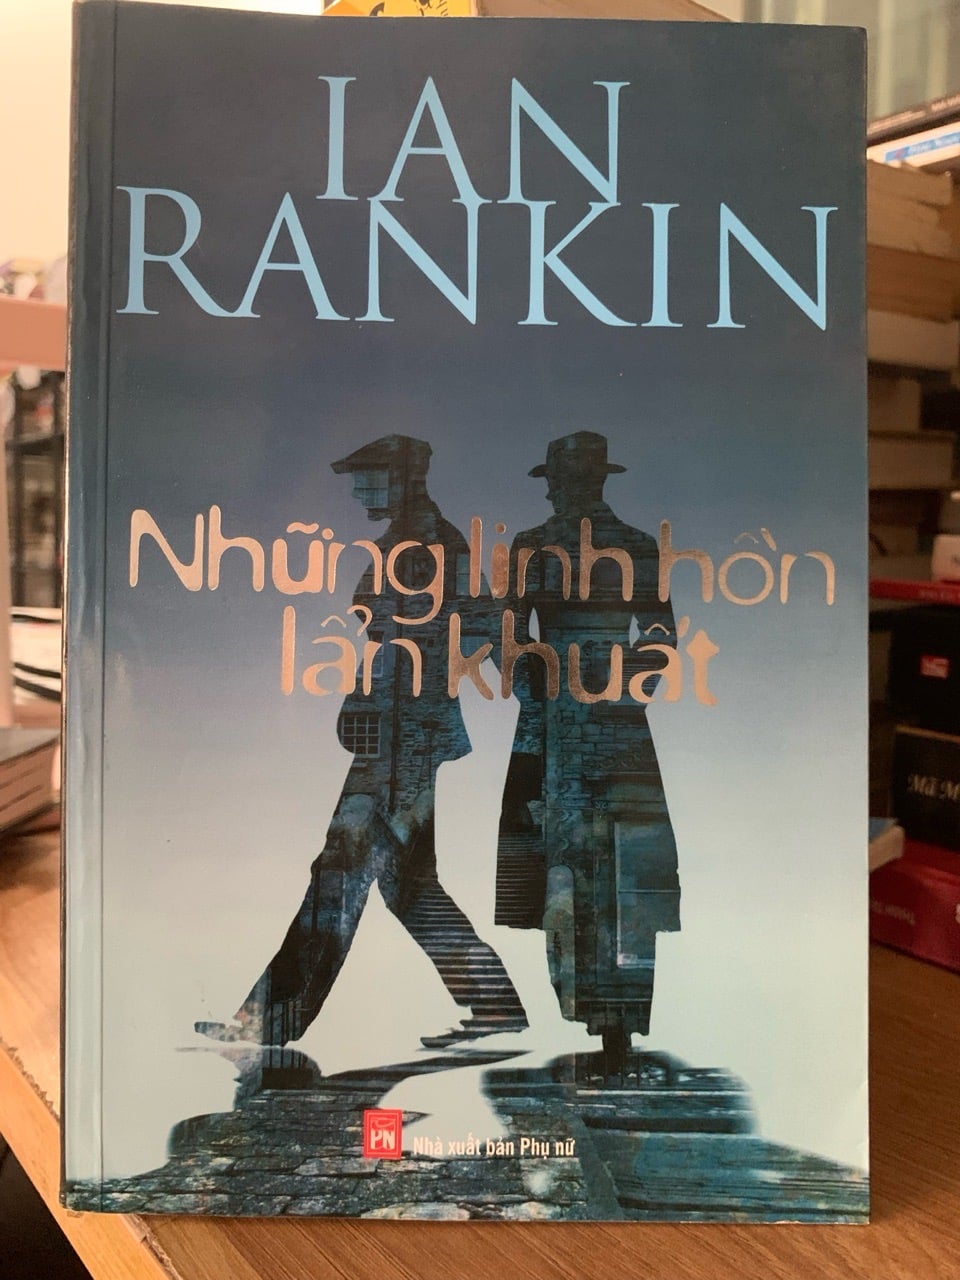 IAN
RANKIN
Những linh hồn
lẩn khuất
PN
Nhà xuất bản Phụ nữ